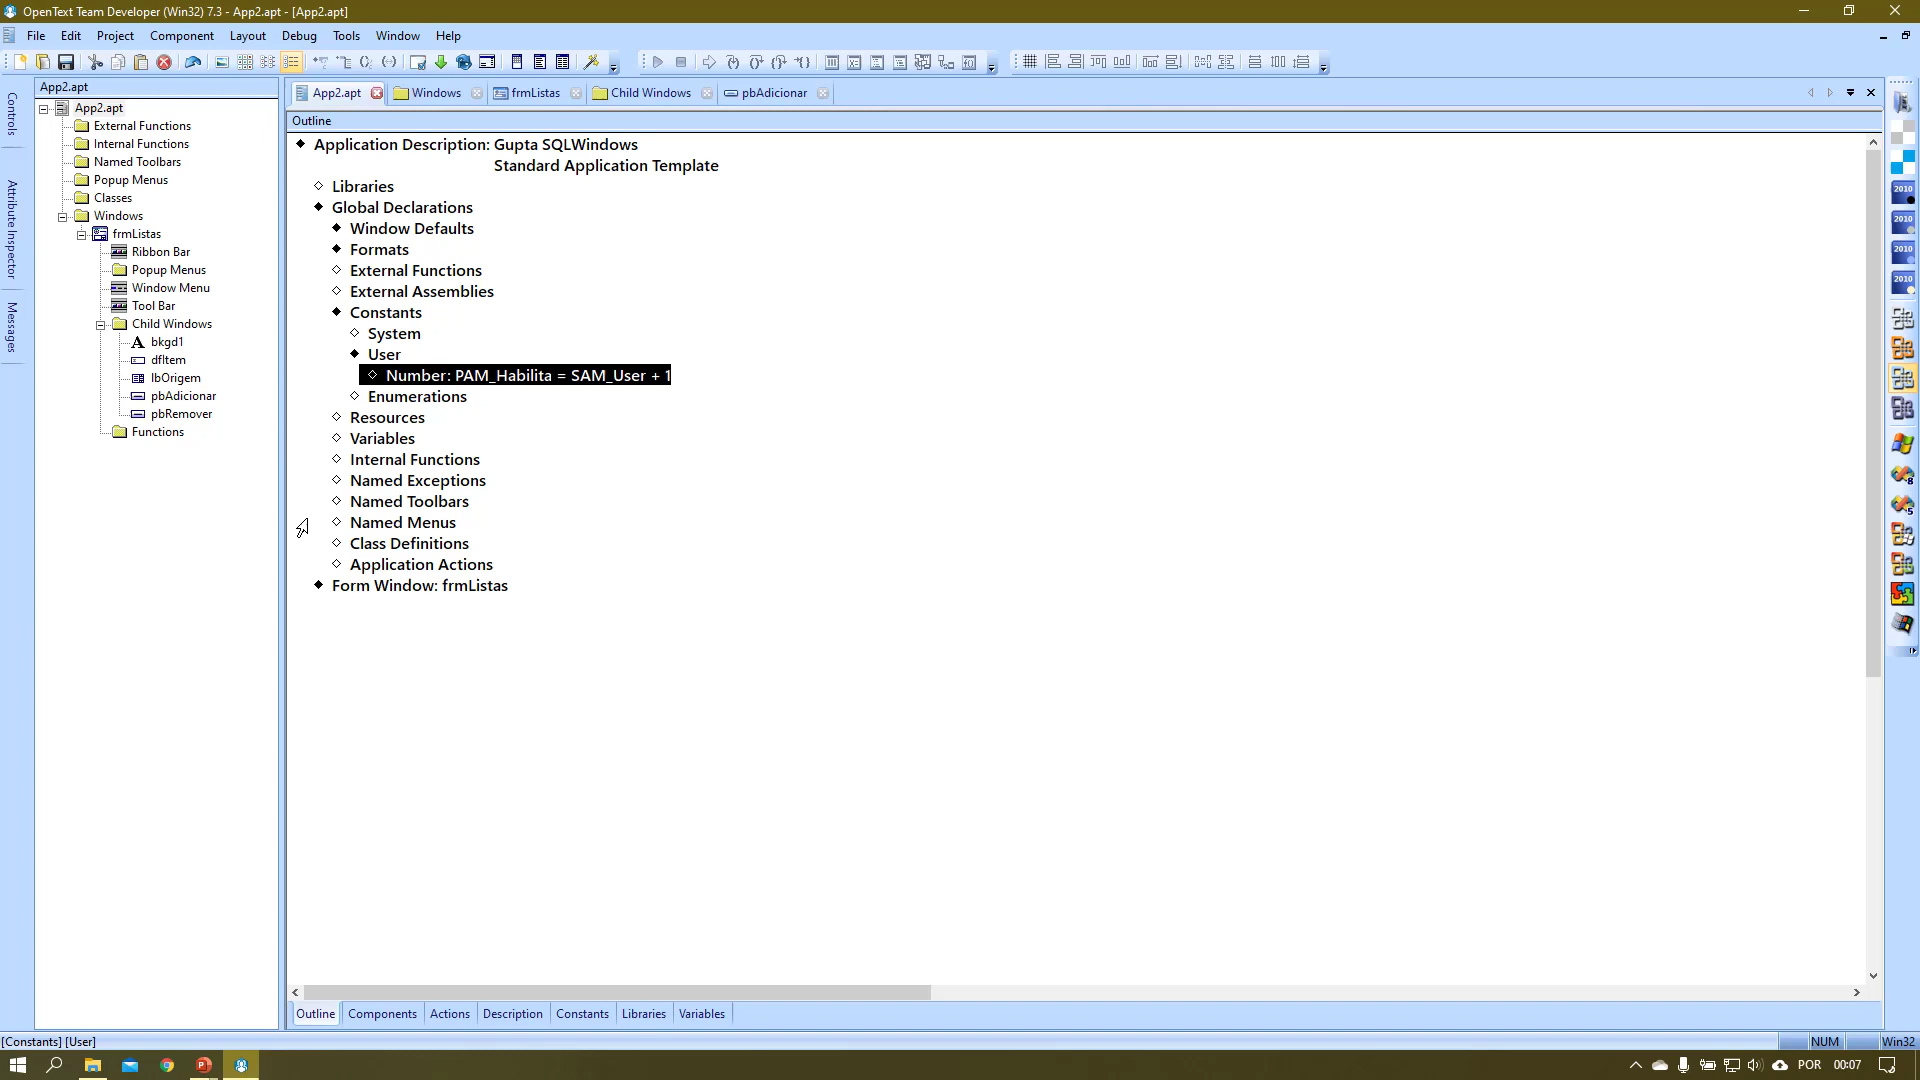 OpenText Team Developer (Win32) 7.3 - App2.apt - [App2.apt]
File Edit Project Component Layout Debug Tools Window Help
App2.apt
App2.apt Windows frmListas Child Windows pbAdicionar
Outline
Controls
Attribute Inspector
Messages
App2.apt
External Functions
Internal Functions
Named Toolbars
Popup Menus
Classes
Windows
frmListas
Ribbon Bar
Popup Menus
Window Menu
Tool Bar
Child Windows
bkgd1
dfItem
lbOrigem
pbAdicionar
pbRemover
Functions
Application Description: Gupta SQLWindows
Standard Application Template
Libraries
Global Declarations
Window Defaults
Formats
External Functions
External Assemblies
Constants
System
User
Number: PAM_Habilita = SAM_User + 1
Enumerations
Resources
Variables
Internal Functions
Named Exceptions
Named Toolbars
Named Menus
Class Definitions
Application Actions
Form Window: frmListas
2010
2010
2010
2010
Outline Components Actions Description Constants Libraries Variables
[Constants] [User]
NUM Win32
POR 00:07